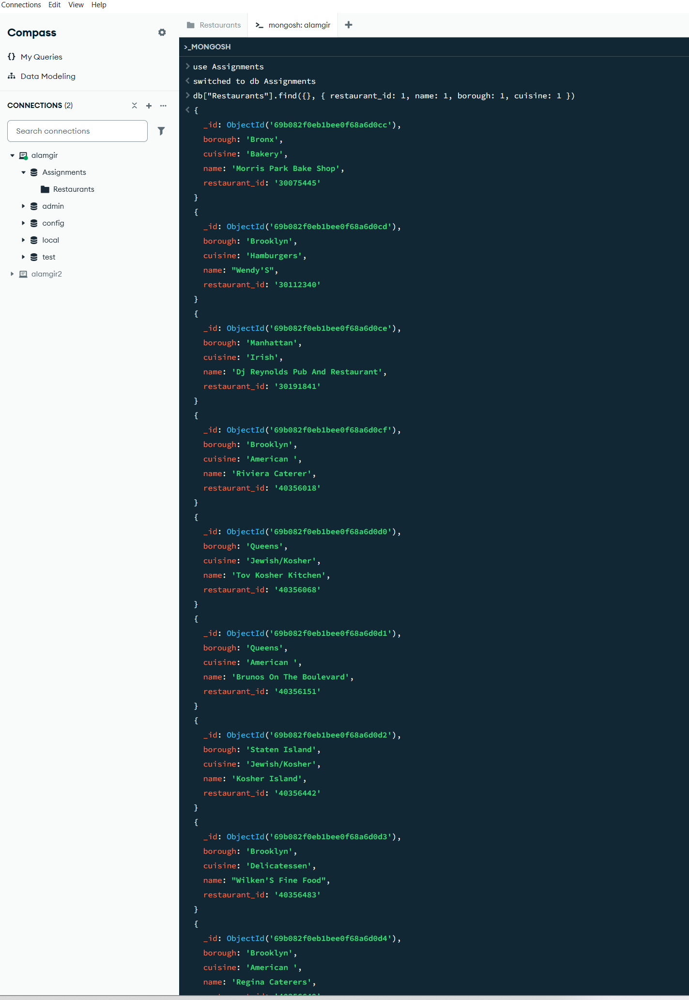 Connections Edit View Help
Compass
My Queries
Data Modeling
CONNECTIONS (2)
Search connections
alamgir
Assignments
Restaurants
admin
config
local
test
alamgir2
Restaurants
>_ mongosh: alamgir
>_MONGOSH
> use Assignments
< switched to db Assignments
> db["Restaurants"].find({}, { restaurant_id: 1, name: 1, borough: 1, cuisine: 1 })
< {
_id: ObjectId('69b082f0eb1bee0f68a6d0cc'),
borough: 'Bronx',
cuisine: 'Bakery',
name: 'Morris Park Bake Shop',
restaurant_id: '30075445'
}
{
_id: ObjectId('69b082f0eb1bee0f68a6d0cd'),
borough: 'Brooklyn',
cuisine: 'Hamburgers',
name: "Wendy'S",
restaurant_id: '30112340'
}
{
_id: ObjectId('69b082f0eb1bee0f68a6d0ce'),
borough: 'Manhattan',
cuisine: 'Irish',
name: 'Dj Reynolds Pub And Restaurant',
restaurant_id: '30191841'
}
{
_id: ObjectId('69b082f0eb1bee0f68a6d0cf'),
borough: 'Brooklyn',
cuisine: 'American ',
name: 'Riviera Caterer',
restaurant_id: '40356018'
}
{
_id: ObjectId('69b082f0eb1bee0f68a6d0d0'),
borough: 'Queens',
cuisine: 'Jewish/Kosher',
name: 'Tov Kosher Kitchen',
restaurant_id: '40356068'
}
{
_id: ObjectId('69b082f0eb1bee0f68a6d0d1'),
borough: 'Queens',
cuisine: 'American ',
name: 'Brunos On The Boulevard',
restaurant_id: '40356151'
}
{
_id: ObjectId('69b082f0eb1bee0f68a6d0d2'),
borough: 'Staten Island',
cuisine: 'Jewish/Kosher',
name: 'Kosher Island',
restaurant_id: '40356442'
}
{
_id: ObjectId('69b082f0eb1bee0f68a6d0d3'),
borough: 'Brooklyn',
cuisine: 'Delicatessen',
name: "Wilken'S Fine Food",
restaurant_id: '40356483'
}
{
_id: ObjectId('69b082f0eb1bee0f68a6d0d4'),
borough: 'Brooklyn',
cuisine: 'American ',
name: 'Regina Caterers',